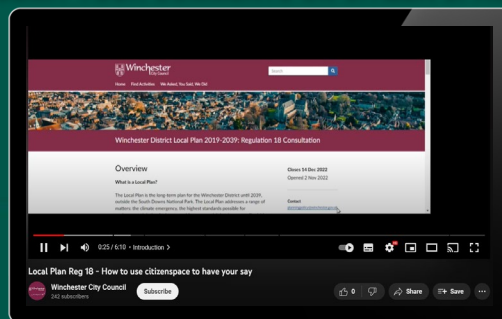 Winchester
City Council
Search
Home Find Activities We Asked, You Said, We Did
Winchester District Local Plan 2019-2039: Regulation 18 Consultation
Overview
Closes 14 Dec 2022
What is a Local Plan?
Opened 2 Nov 2022
The Local Plan is the long-term plan for the Winchester District until 2039,
outside the South Downs National Park. The Local Plan addresses a range of
Contact
matters: the climate emergency, the highest standards possible for
0:25 / 6:10 • Introduction >
Local Plan Reg 18 - How to use citizenspace to have your say
Winchester City Council
242 subscribers
Subscribe
0
Share
Save